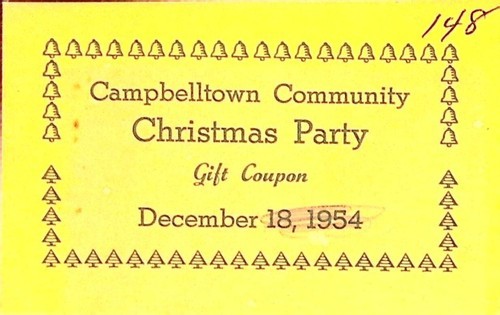 148
Campbelltown Community
Christmas Party
Gift Coupon
December 18, 1954